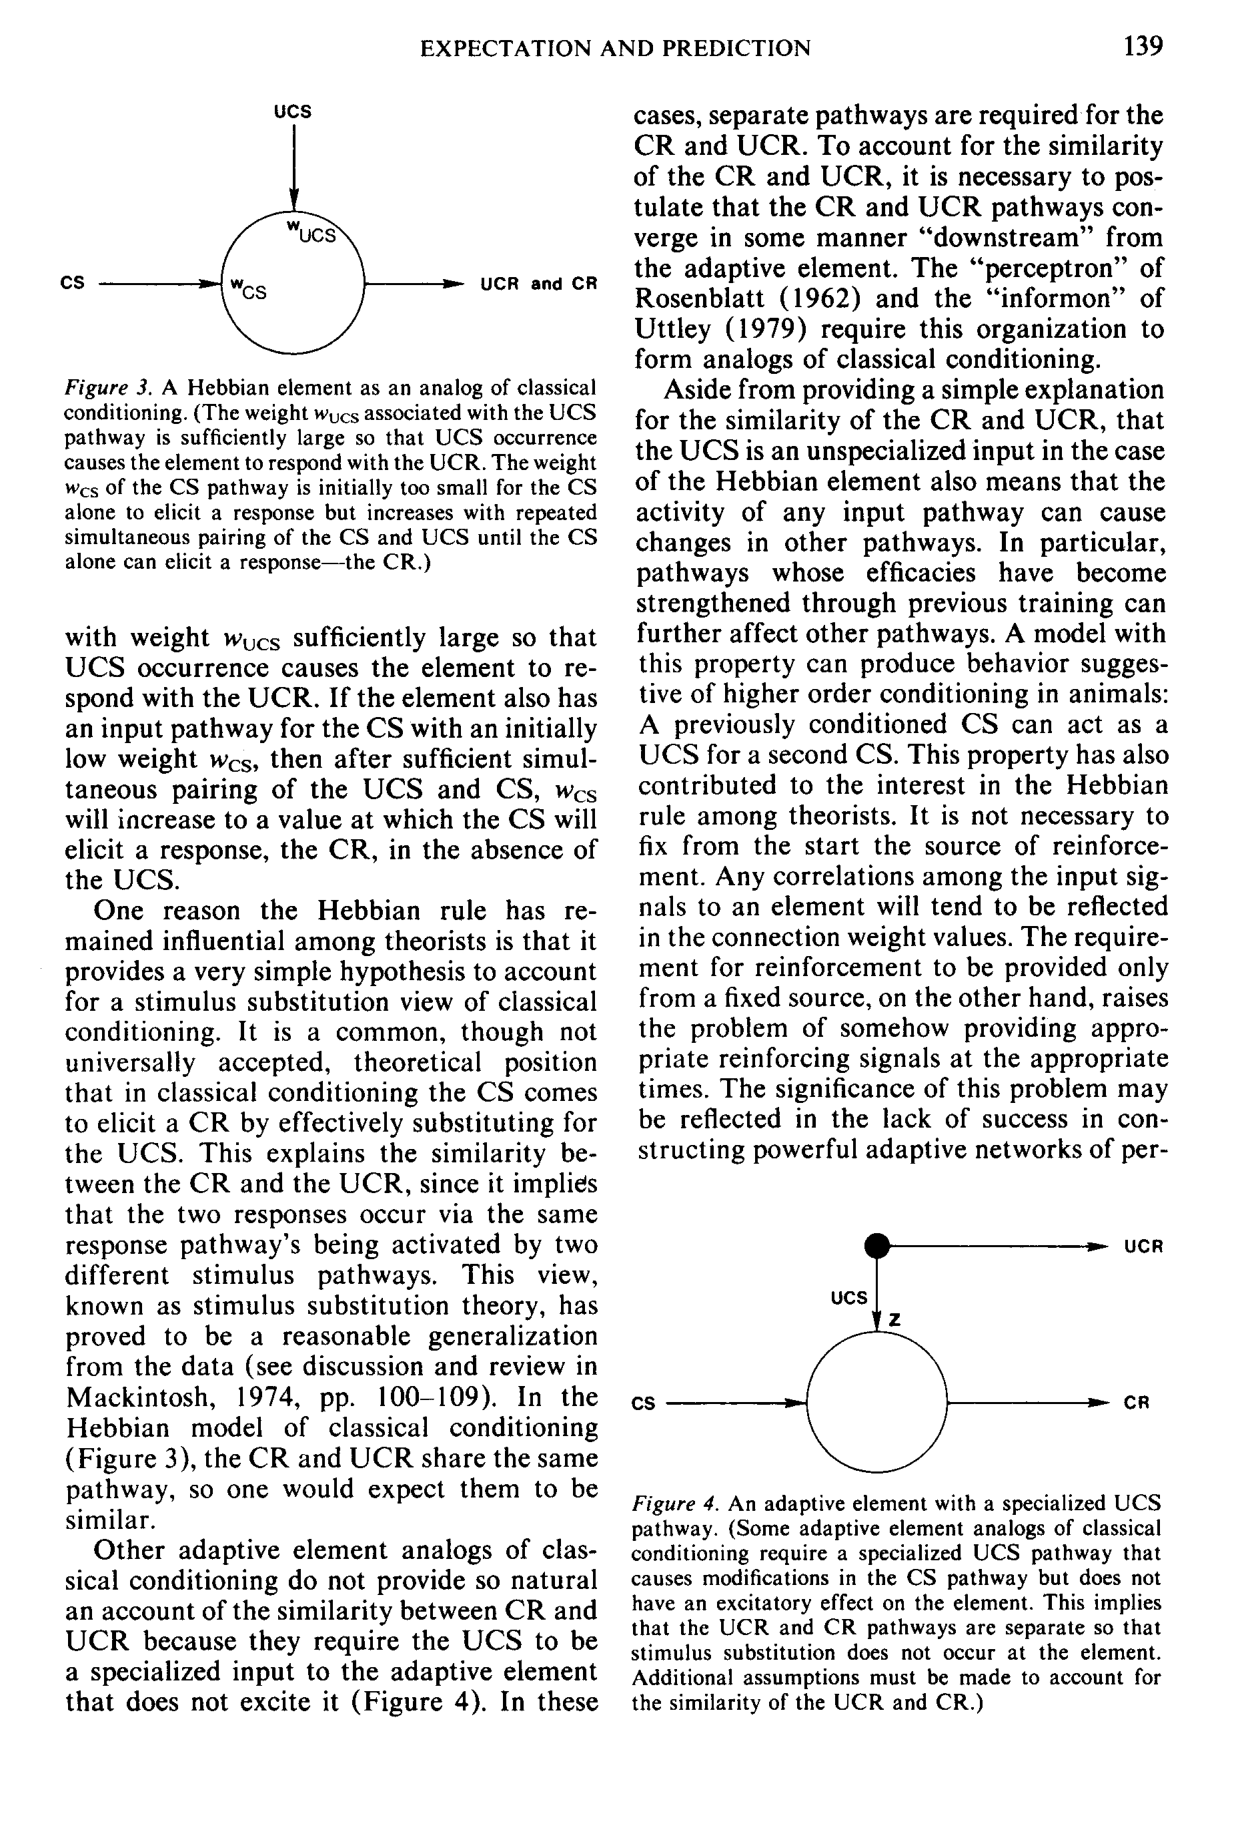 EXPECTATION AND PREDICTION
139
UCS
wUCS
CS
wCS
UCR and CR
Figure 3. A Hebbian element as an analog of classical
conditioning. (The weight wUCS associated with the UCS
pathway is sufficiently large so that UCS occurrence
causes the element to respond with the UCR. The weight
wCS of the CS pathway is initially too small for the CS
alone to elicit a response but increases with repeated
simultaneous pairing of the CS and UCS until the CS
alone can elicit a response—the CR.)
with weight wUCS sufficiently large so that
UCS occurrence causes the element to re-
spond with the UCR. If the element also has
an input pathway for the CS with an initially
low weight wCS, then after sufficient simul-
taneous pairing of the UCS and CS, wCS
will increase to a value at which the CS will
elicit a response, the CR, in the absence of
the UCS.
One reason the Hebbian rule has re-
mained influential among theorists is that it
provides a very simple hypothesis to account
for a stimulus substitution view of classical
conditioning. It is a common, though not
universally accepted, theoretical position
that in classical conditioning the CS comes
to elicit a CR by effectively substituting for
the UCS. This explains the similarity be-
tween the CR and the UCR, since it implies
that the two responses occur via the same
response pathway's being activated by two
different stimulus pathways. This view,
known as stimulus substitution theory, has
proved to be a reasonable generalization
from the data (see discussion and review in
Mackintosh, 1974, pp. 100–109). In the
Hebbian model of classical conditioning
(Figure 3), the CR and UCR share the same
pathway, so one would expect them to be
similar.
Other adaptive element analogs of clas-
sical conditioning do not provide so natural
an account of the similarity between CR and
UCR because they require the UCS to be
a specialized input to the adaptive element
that does not excite it (Figure 4). In these
cases, separate pathways are required for the
CR and UCR. To account for the similarity
of the CR and UCR, it is necessary to pos-
tulate that the CR and UCR pathways con-
verge in some manner “downstream” from
the adaptive element. The “perceptron” of
Rosenblatt (1962) and the “informon” of
Uttley (1979) require this organization to
form analogs of classical conditioning.
Aside from providing a simple explanation
for the similarity of the CR and UCR, that
the UCS is an unspecialized input in the case
of the Hebbian element also means that the
activity of any input pathway can cause
changes in other pathways. In particular,
pathways whose efficacies have become
strengthened through previous training can
further affect other pathways. A model with
this property can produce behavior sugges-
tive of higher order conditioning in animals:
A previously conditioned CS can act as a
UCS for a second CS. This property has also
contributed to the interest in the Hebbian
rule among theorists. It is not necessary to
fix from the start the source of reinforce-
ment. Any correlations among the input sig-
nals to an element will tend to be reflected
in the connection weight values. The require-
ment for reinforcement to be provided only
from a fixed source, on the other hand, raises
the problem of somehow providing appro-
priate reinforcing signals at the appropriate
times. The significance of this problem may
be reflected in the lack of success in con-
structing powerful adaptive networks of per-
UCR
UCS
z
CS
CR
Figure 4. An adaptive element with a specialized UCS
pathway. (Some adaptive element analogs of classical
conditioning require a specialized UCS pathway that
causes modifications in the CS pathway but does not
have an excitatory effect on the element. This implies
that the UCR and CR pathways are separate so that
stimulus substitution does not occur at the element.
Additional assumptions must be made to account for
the similarity of the UCR and CR.)